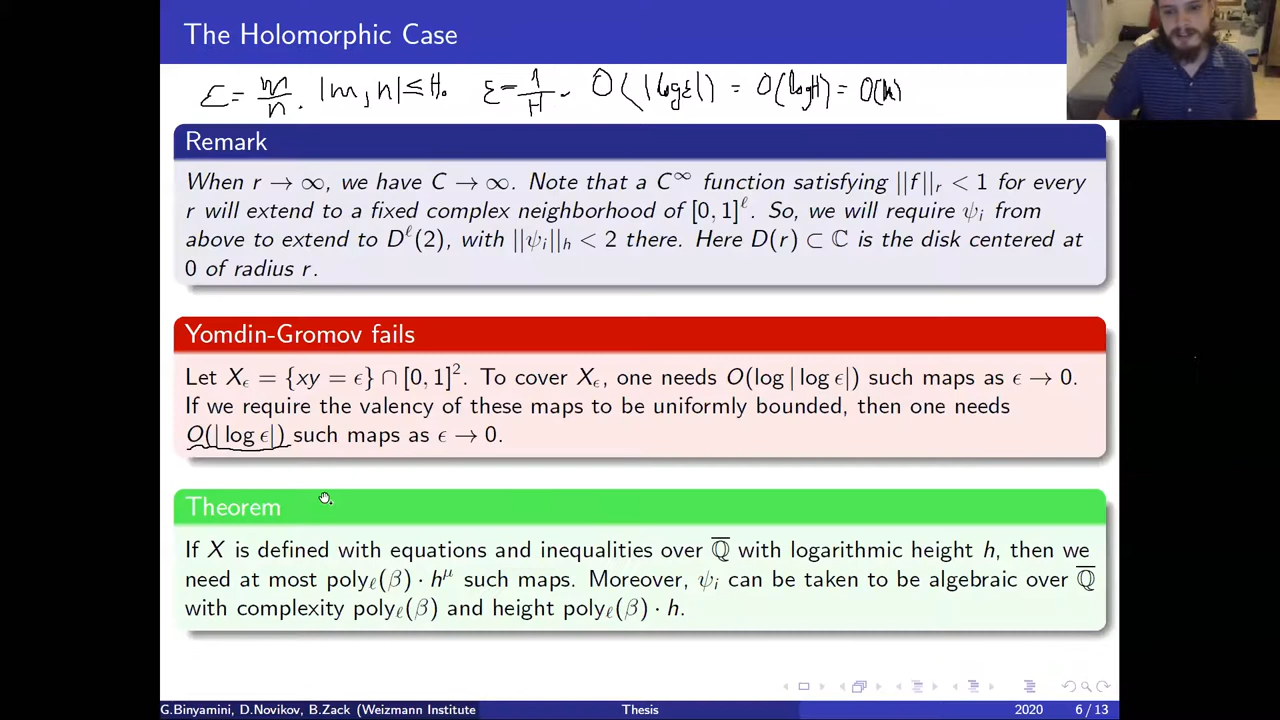 The Holomorphic Case
ε = m/n. |m, n| ≤ H. ε = 1/H. O(|log ε|) = O(log H) = O(h)
Remark
When r → ∞, we have C → ∞. Note that a C^∞ function satisfying ||f||_r < 1 for every
r will extend to a fixed complex neighborhood of [0, 1]^ℓ. So, we will require ψ_i from
above to extend to D^ℓ(2), with ||ψ_i||_h < 2 there. Here D(r) ⊂ ℂ is the disk centered at
0 of radius r.
Yomdin-Gromov fails
Let X_ϵ = {xy = ϵ} ∩ [0, 1]^2. To cover X_ϵ, one needs O(log | log ϵ|) such maps as ϵ → 0.
If we require the valency of these maps to be uniformly bounded, then one needs
O(| log ϵ|) such maps as ϵ → 0.
Theorem
If X is defined with equations and inequalities over ℚ̅ with logarithmic height h, then we
need at most poly_ℓ(β) · h^μ such maps. Moreover, ψ_i can be taken to be algebraic over ℚ̅
with complexity poly_ℓ(β) and height poly_ℓ(β) · h.
G.Binyamini, D.Novikov, B.Zack (Weizmann Institute Thesis 2020 6 / 13